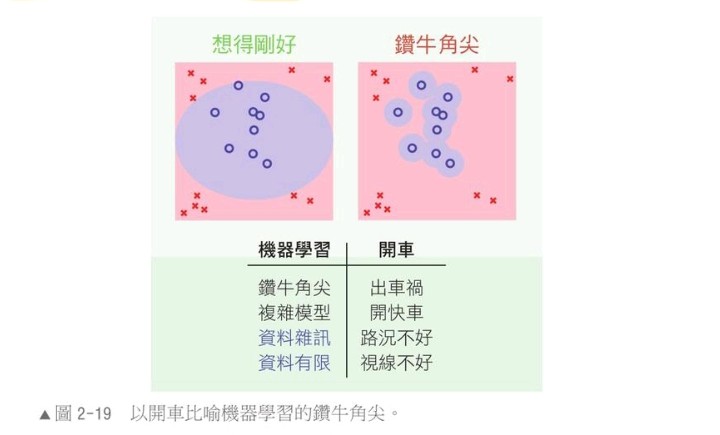 想得剛好 鑽牛角尖
機器學習 開車
鑽牛角尖 出車禍
複雜模型 開快車
資料雜訊 路況不好
資料有限 視線不好
▲圖 2-19 以開車比喻機器學習的鑽牛角尖。